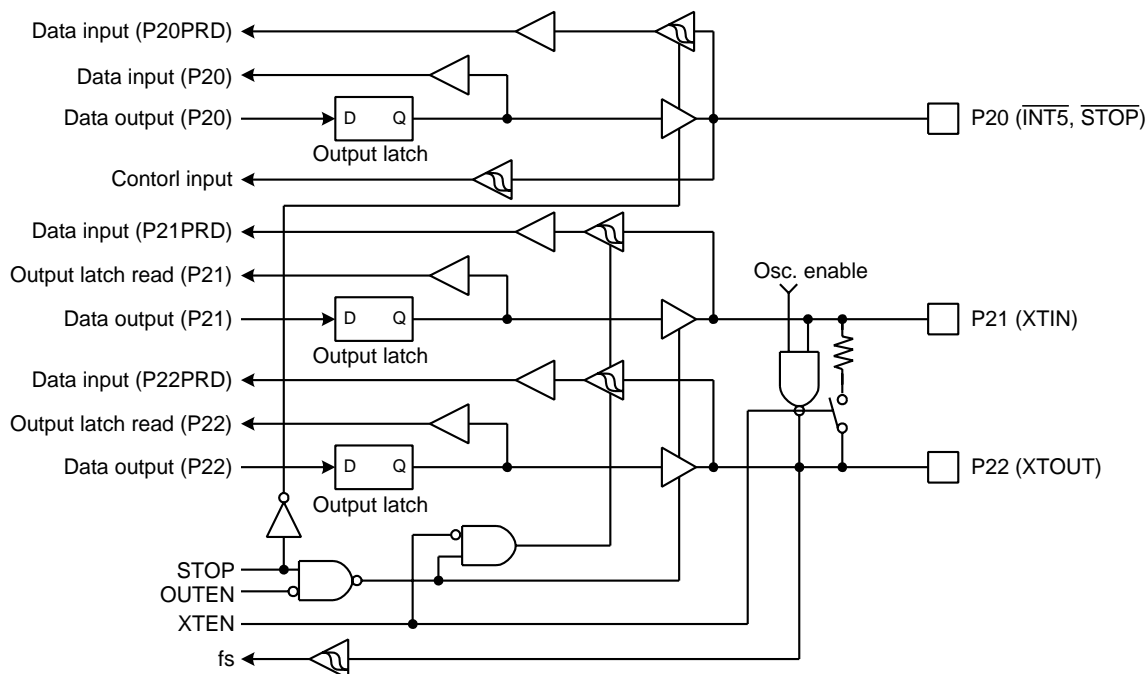 Data input (P20PRD)
Data input (P20)
Data output (P20)
D Q
Output latch
P20 (INT5, STOP)
Contorl input
Data input (P21PRD)
Output latch read (P21)
Osc. enable
Data output (P21)
D Q
Output latch
P21 (XTIN)
Data input (P22PRD)
Output latch read (P22)
Data output (P22)
D Q
Output latch
P22 (XTOUT)
STOP
OUTEN
XTEN
fs